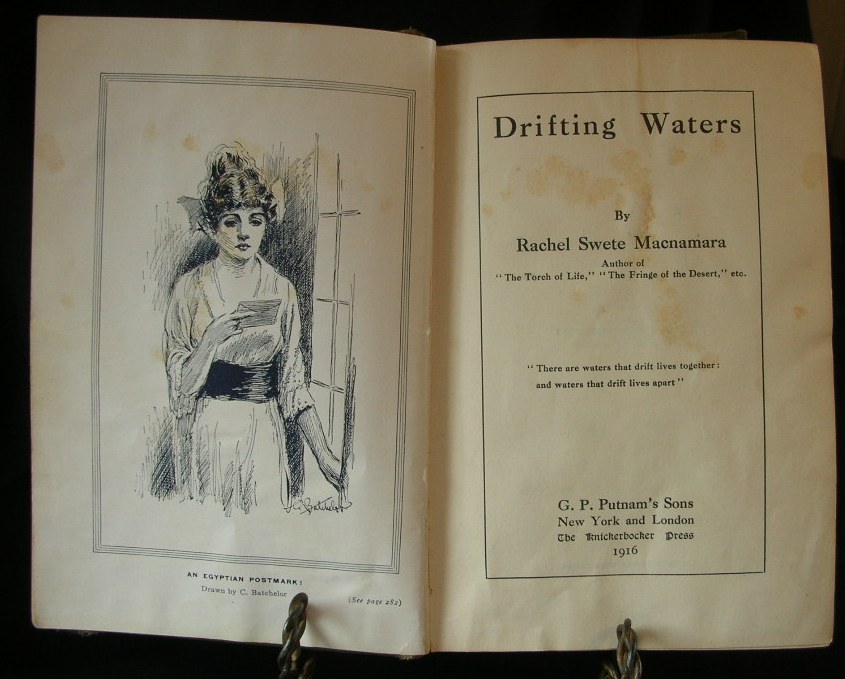 C. Batchelor
AN EGYPTIAN POSTMARK!
Drawn by C. Batchelor
(See page 282)
Drifting Waters
By
Rachel Swete Macnamara
Author of
“The Torch of Life,” “The Fringe of the Desert,” etc.
“There are waters that drift lives together:
and waters that drift lives apart”
G. P. Putnam's Sons
New York and London
The Knickerbocker Press
1916